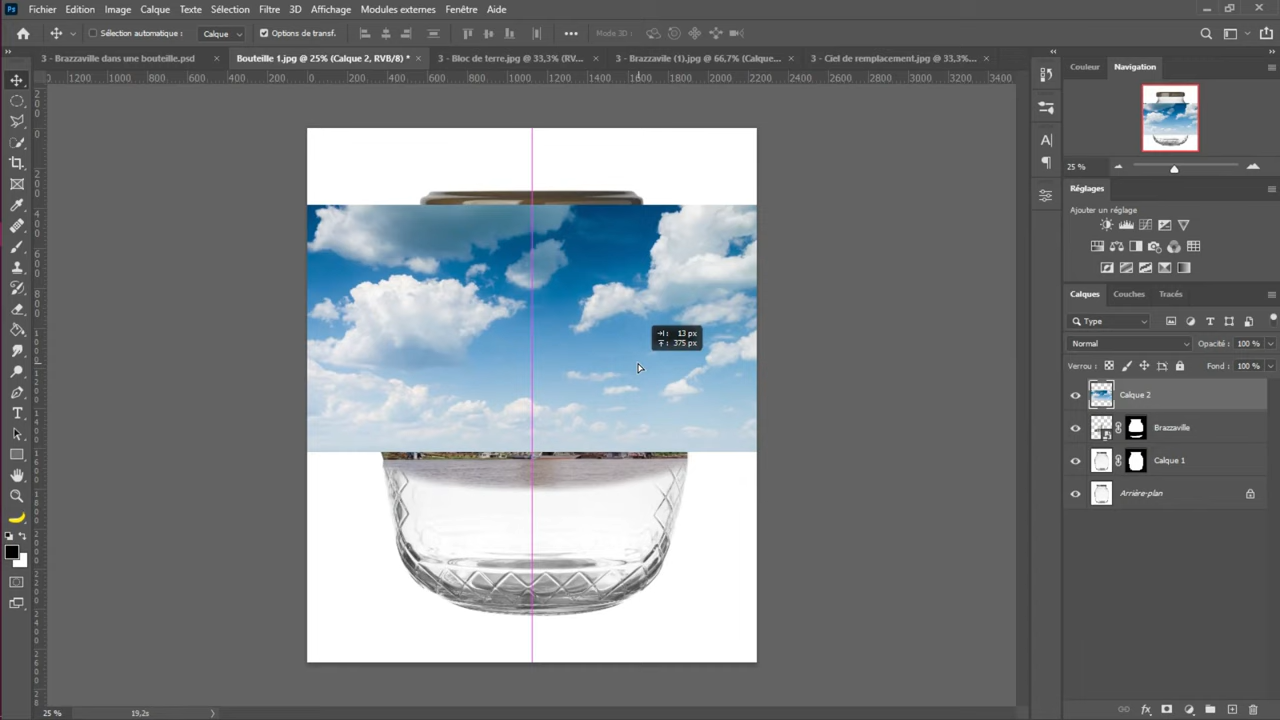 Ps Fichier Edition Image Calque Texte Sélection Filtre 3D Affichage Modules externes Fenêtre Aide
Sélection automatique : Calque Options de transf. Mode 3D :
3 - Brazzaville dans une bouteille.psd × Bouteille 1.jpg @ 25% (Calque 2, RVB/8) * × 3 - Bloc de terre.jpg @ 33,3% (RV... × 3 - Brazzavile (1).jpg @ 66,7% (Calque... × 3 - Ciel de remplacement.jpg @ 33,3%... ×
1200 1000 800 600 400 200 0 200 400 600 800 1000 1200 1400 1600 1800 2000 2200 2400 2600 2800 3000 3200 3400
Couleur Navigation
25 %
Réglages
Ajouter un réglage
Calques Couches Tracés
Type
Normal Opacité : 100 %
Verrou : Fond : 100 %
Calque 2
Brazzaville
Calque 1
Arrière-plan
13 px
375 px
25 % 19,2s